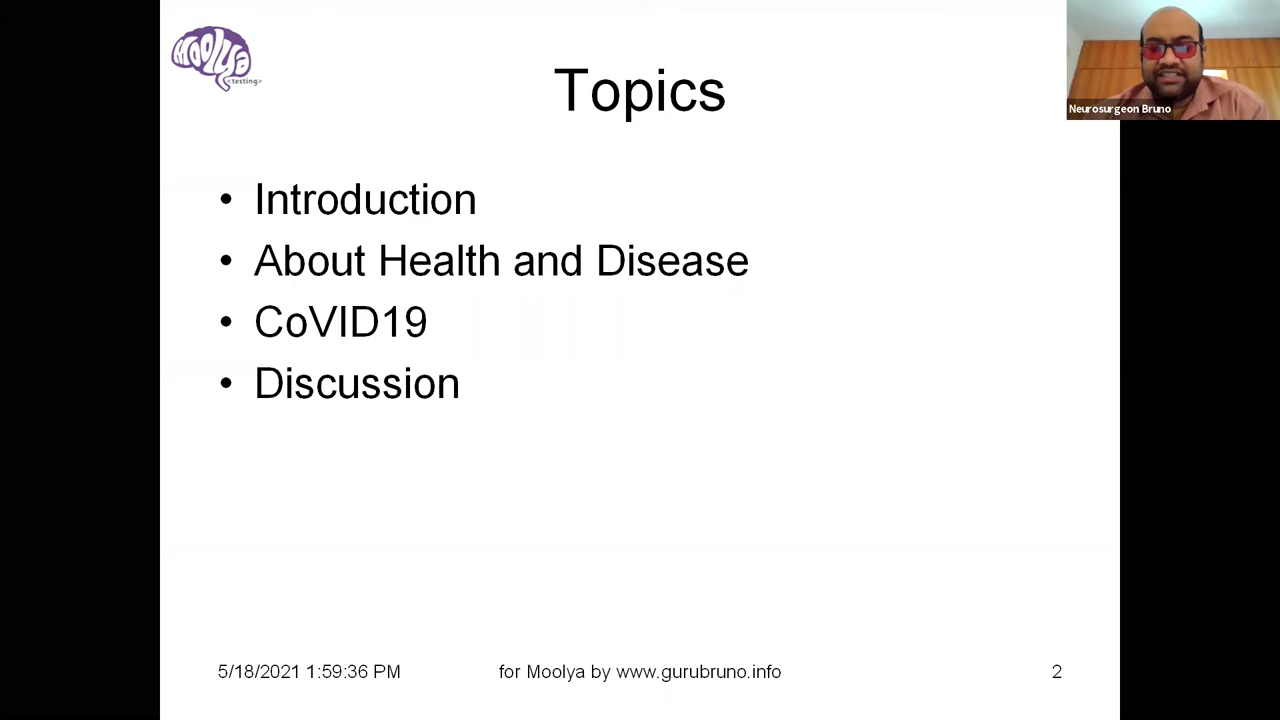 Moolya
<testing>
Topics
Neurosurgeon Bruno
• Introduction
• About Health and Disease
• CoVID19
• Discussion
5/18/2021 1:59:36 PM
for Moolya by www.gurubruno.info
2